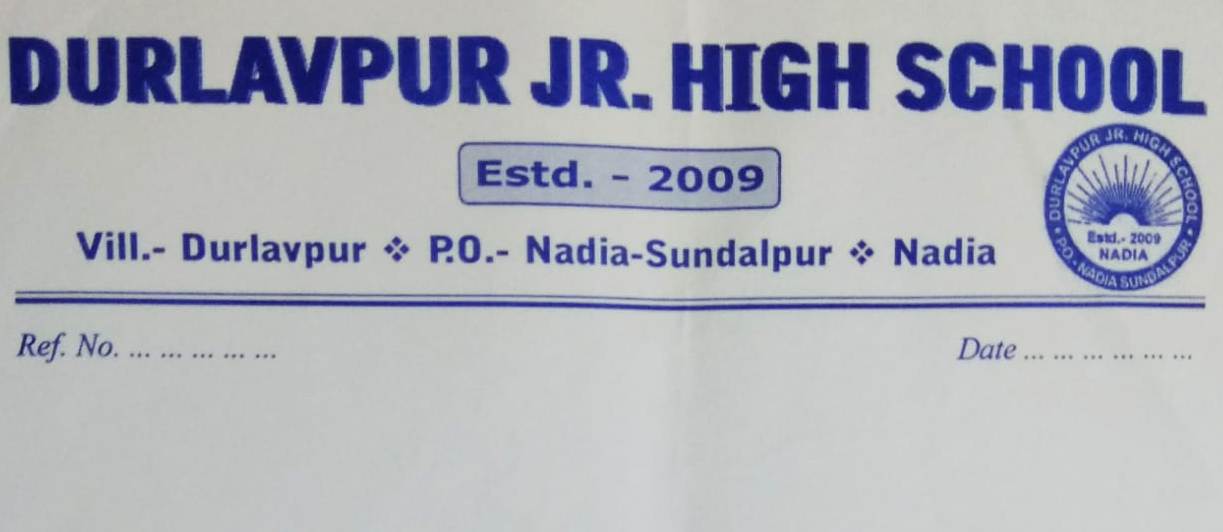 DURLAVPUR JR. HIGH SCHOOL
Estd. - 2009
Vill.- Durlavpur ❖ P.O.- Nadia-Sundalpur ❖ Nadia
DURLAVPUR JR. HIGH SCHOOL
Estd.- 2009
NADIA
• P.O.- NADIA SUNDALPUR •
Ref. No. ... ... ... ... ...
Date ... ... ... ... ... ...